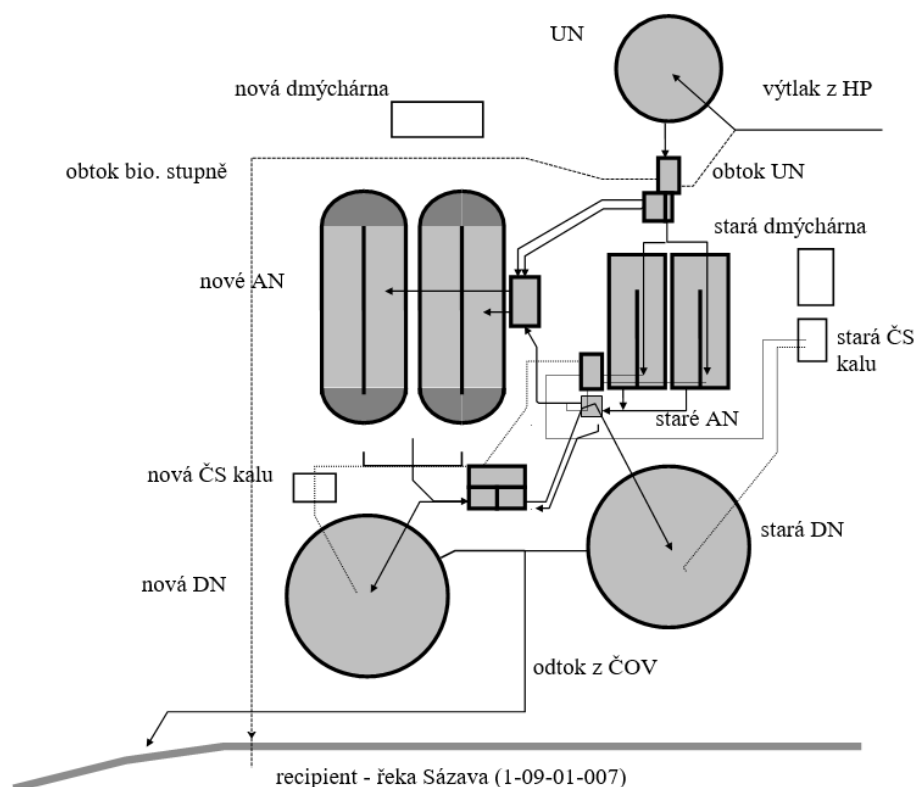 UN
nová dmýchárna
výtlak z HP
obtok bio. stupně
obtok UN
stará dmýchárna
nové AN
stará ČS
kalu
staré AN
nová ČS kalu
stará DN
nová DN
odtok z ČOV
recipient - řeka Sázava (1-09-01-007)